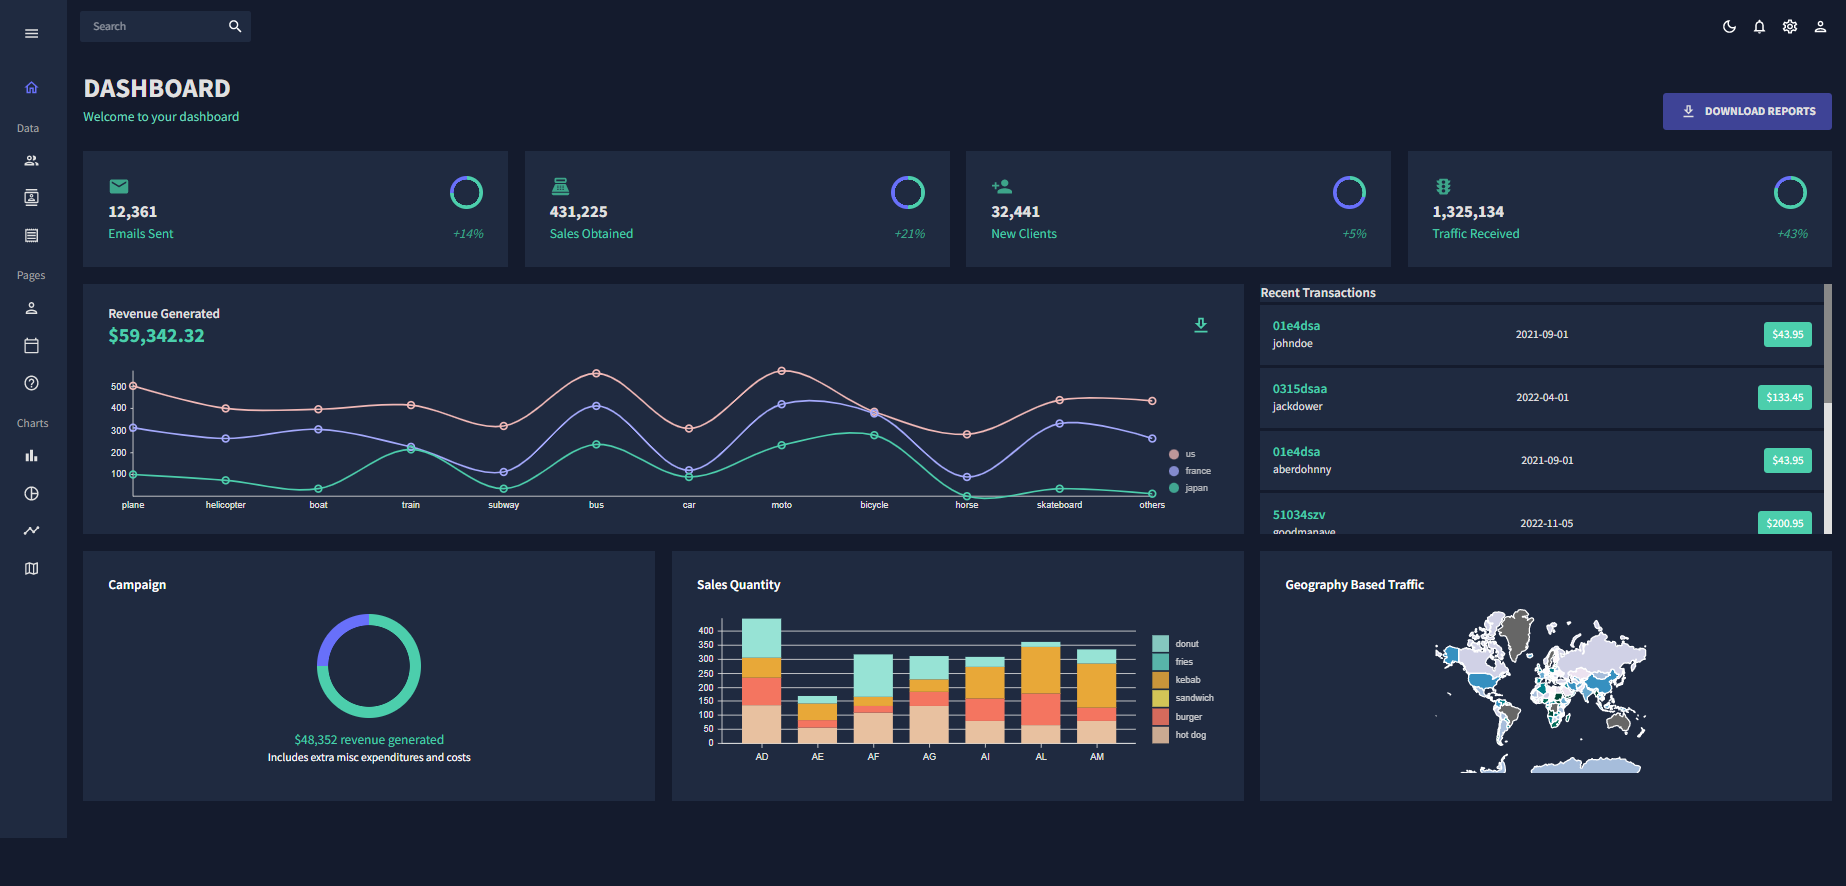 Search
DASHBOARD
Welcome to your dashboard
DOWNLOAD REPORTS
Data
Pages
Charts
12,361
Emails Sent
+14%
431,225
Sales Obtained
+21%
32,441
New Clients
+5%
1,325,134
Traffic Received
+43%
Revenue Generated
$59,342.32
500
400
300
200
100
plane helicopter boat train subway bus car moto bicycle horse skateboard others
us
france
japan
Recent Transactions
01e4dsa
johndoe
2021-09-01
$43.95
0315dsaa
jackdower
2022-04-01
$133.45
01e4dsa
aberdohnny
2021-09-01
$43.95
51034szv
goodmanave
2022-11-05
$200.95
Campaign
$48,352 revenue generated
Includes extra misc expenditures and costs
Sales Quantity
400
350
300
250
200
150
100
50
0
AD AE AF AG AI AL AM
donut
fries
kebab
sandwich
burger
hot dog
Geography Based Traffic